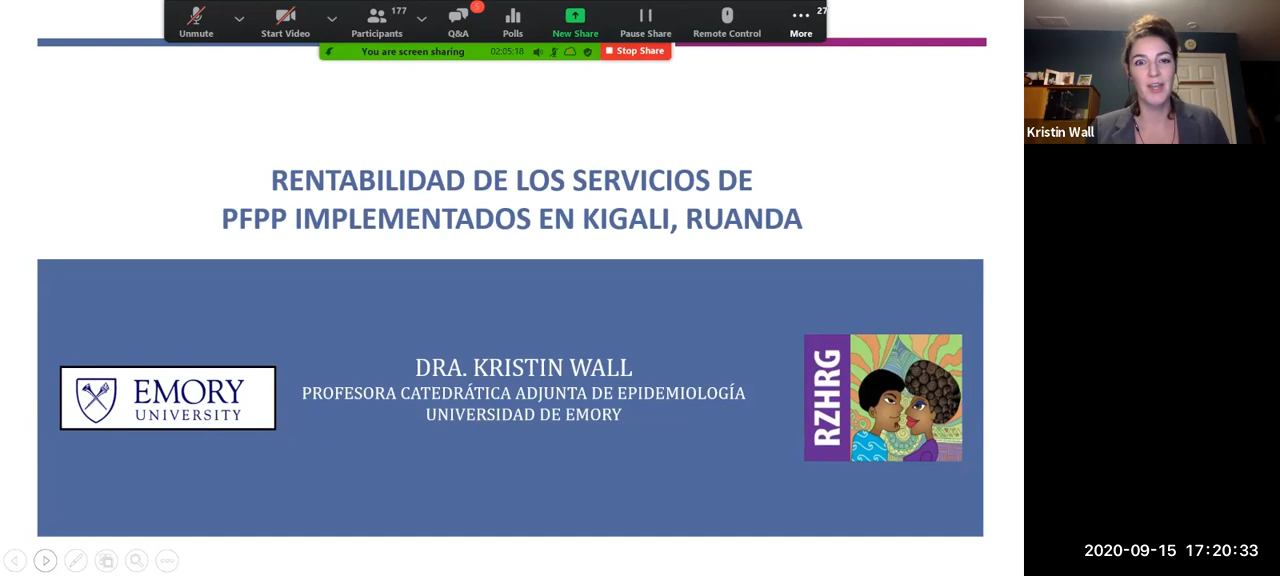 177
5
27
Unmute
Start Video
Participants
Q&A
Polls
New Share
Pause Share
Remote Control
More
You are screen sharing
02:05:18
Stop Share
Kristin Wall
RENTABILIDAD DE LOS SERVICIOS DE
PFPP IMPLEMENTADOS EN KIGALI, RUANDA
EMORY
UNIVERSITY
DRA. KRISTIN WALL
PROFESORA CATEDRÁTICA ADJUNTA DE EPIDEMIOLOGÍA
UNIVERSIDAD DE EMORY
RZHRG
2020-09-15 17:20:33